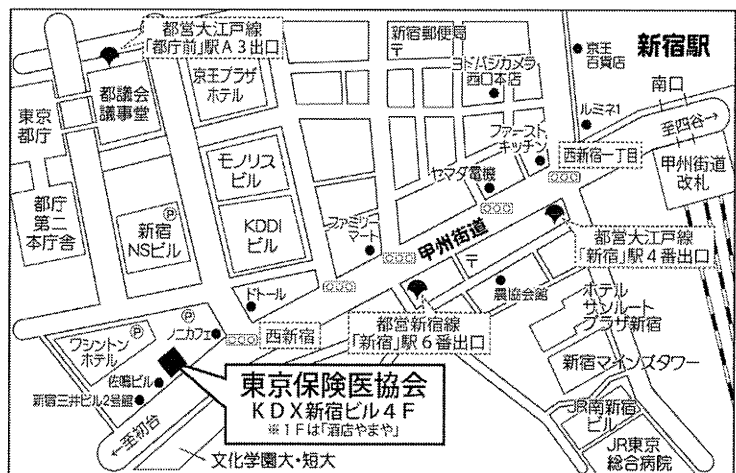 都営大江戸線
「都庁前」駅A3出口
新宿郵便局
〒
京王
百貨店
新宿駅
ヨドバシカメラ
西口本店
京王プラザ
ホテル
都議会
議事堂
東京
都庁
南口
ルミネ1
至四谷→
ファースト
キッチン
西新宿一丁目
甲州街道
改札
モノリス
ビル
ヤマダ電機
都庁
第二
本庁舎
P
新宿
NSビル
KDDI
ビル
ファミリー
マート
甲州街道
〒
都営大江戸線
「新宿」駅4番出口
ドトール
農協会館
ホテル
サンルート
プラザ新宿
P
ノニカフェ
西新宿
都営新宿線
「新宿」駅6番出口
P
ワシントン
ホテル
新宿マインズタワー
佐鳴ビル
新宿三井ビル2号館
東京保険医協会
KDX新宿ビル4F
※1Fは「酒店やまや」
JR南新宿
ビル
←至初台
文化学園大・短大
JR東京
総合病院